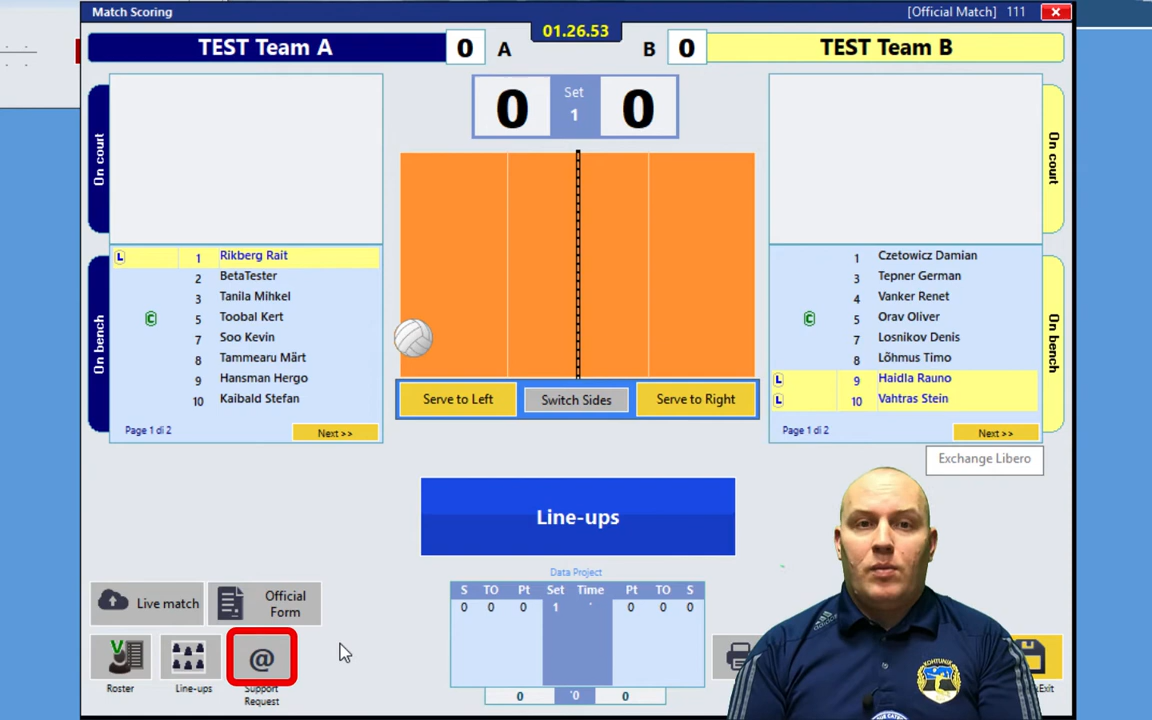 Match Scoring
[Official Match] 111
01.26.53
TEST Team A
0
A
B
0
TEST Team B
0
Set
1
0
On court
On court
On bench
L 1 Rikberg Rait
2 BetaTester
3 Tanila Mihkel
C 5 Toobal Kert
7 Soo Kevin
8 Tammearu Märt
9 Hansman Hergo
10 Kaibald Stefan
Page 1 di 2
Next >>
1 Czetowicz Damian
3 Tepner German
4 Vanker Renet
C 5 Orav Oliver
7 Losnikov Denis
8 Lõhmus Timo
L 9 Haidla Rauno
L 10 Vahtras Stein
Page 1 di 2
Next >>
On bench
Serve to Left
Switch Sides
Serve to Right
Exchange Libero
Line-ups
Data Project
S TO Pt Set Time Pt TO S
0 0 0 1 ' 0 0 0
0 '0 0
Live match
Official
Form
V
@
Roster
Line-ups
Support
Request
Exit